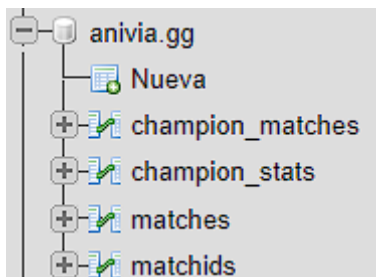 anivia.gg
Nueva
champion_matches
champion_stats
matches
matchids